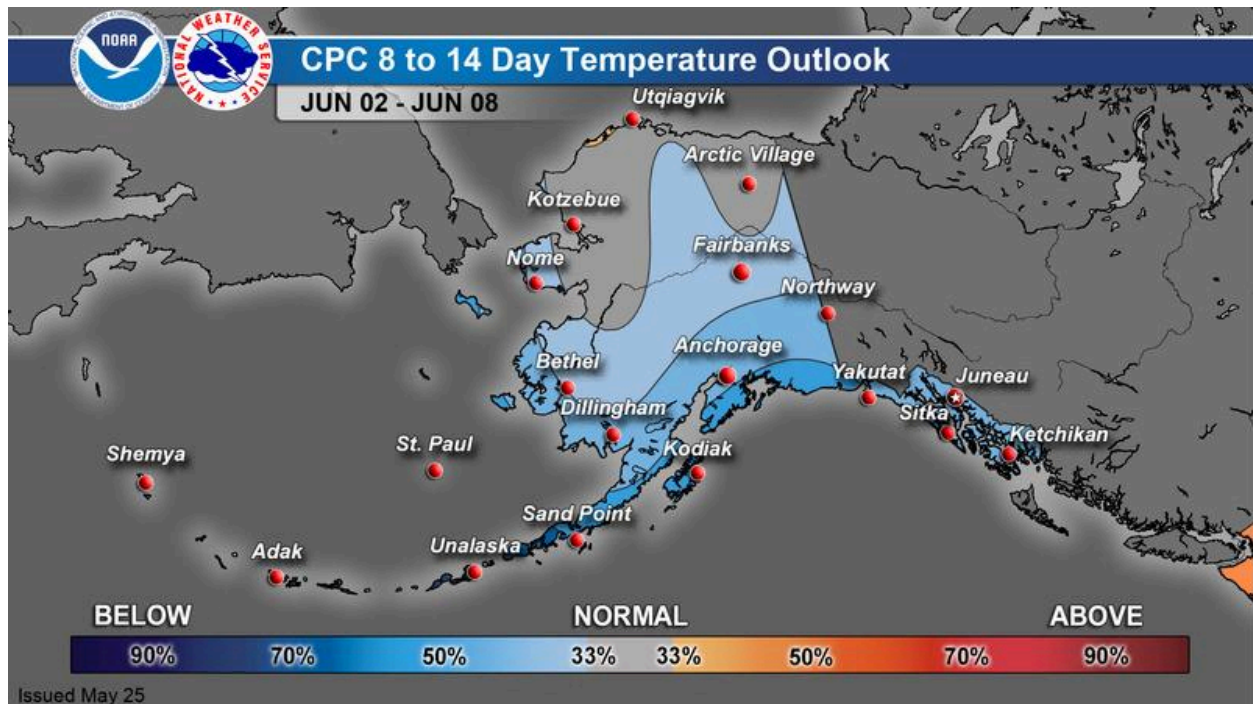 NOAA
NATIONAL WEATHER SERVICE
CPC 8 to 14 Day Temperature Outlook
JUN 02 - JUN 08
Utqiagvik
Arctic Village
Kotzebue
Fairbanks
Nome
Northway
Anchorage
Bethel
Yakutat
Juneau
Dillingham
Sitka
Ketchikan
Kodiak
St. Paul
Shemya
Sand Point
Unalaska
Adak
BELOW NORMAL ABOVE
90% 70% 50% 33% 33% 50% 70% 90%
Issued May 25